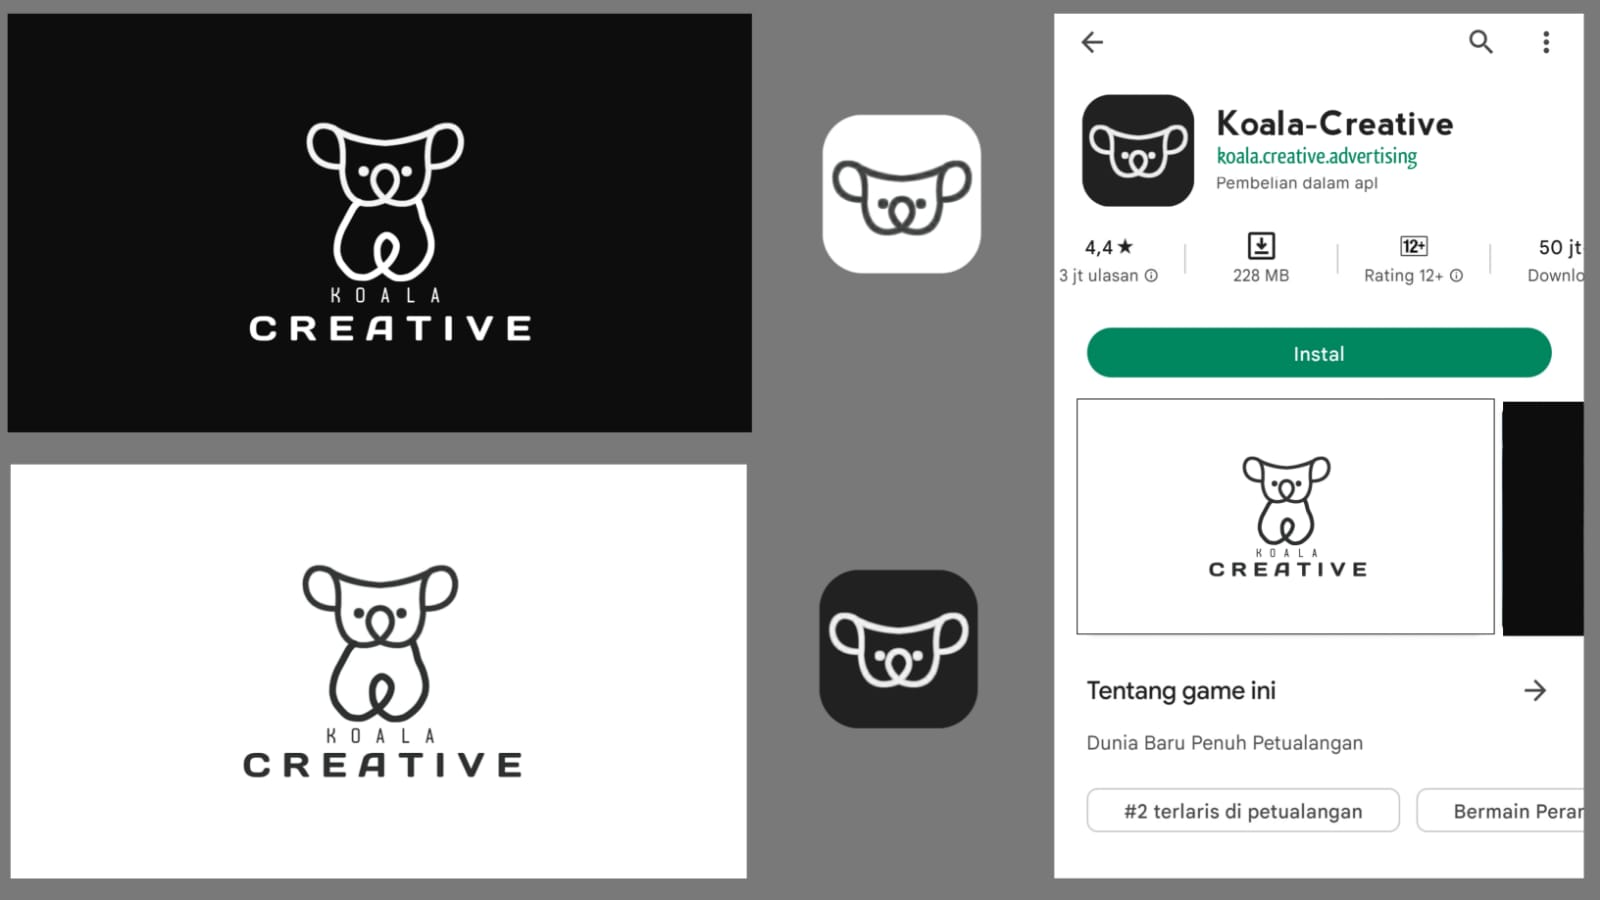 KOALA
CREATIVE
KOALA
CREATIVE
Koala-Creative
koala.creative.advertising
Pembelian dalam apl
4,4★
3 jt ulasan
228 MB
12+
Rating 12+
50 jt
Downlo
Instal
KOALA
CREATIVE
Tentang game ini
Dunia Baru Penuh Petualangan
#2 terlaris di petualangan
Bermain Peran